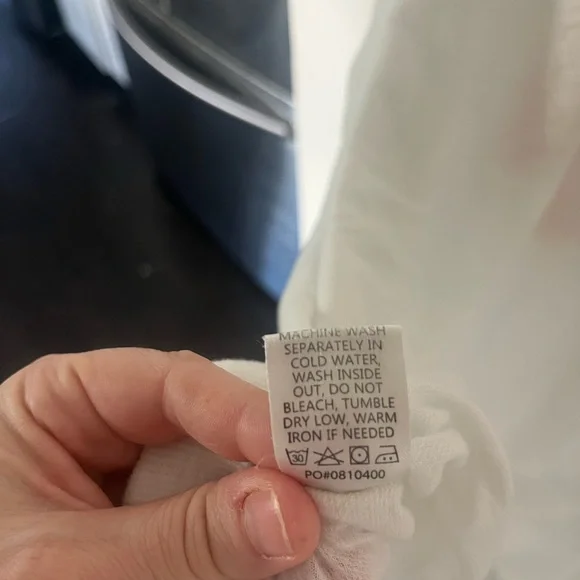 MACHINE WASH
SEPARATELY IN
COLD WATER,
WASH INSIDE
OUT, DO NOT
BLEACH, TUMBLE
DRY LOW, WARM
IRON IF NEEDED
30
PO#0810400